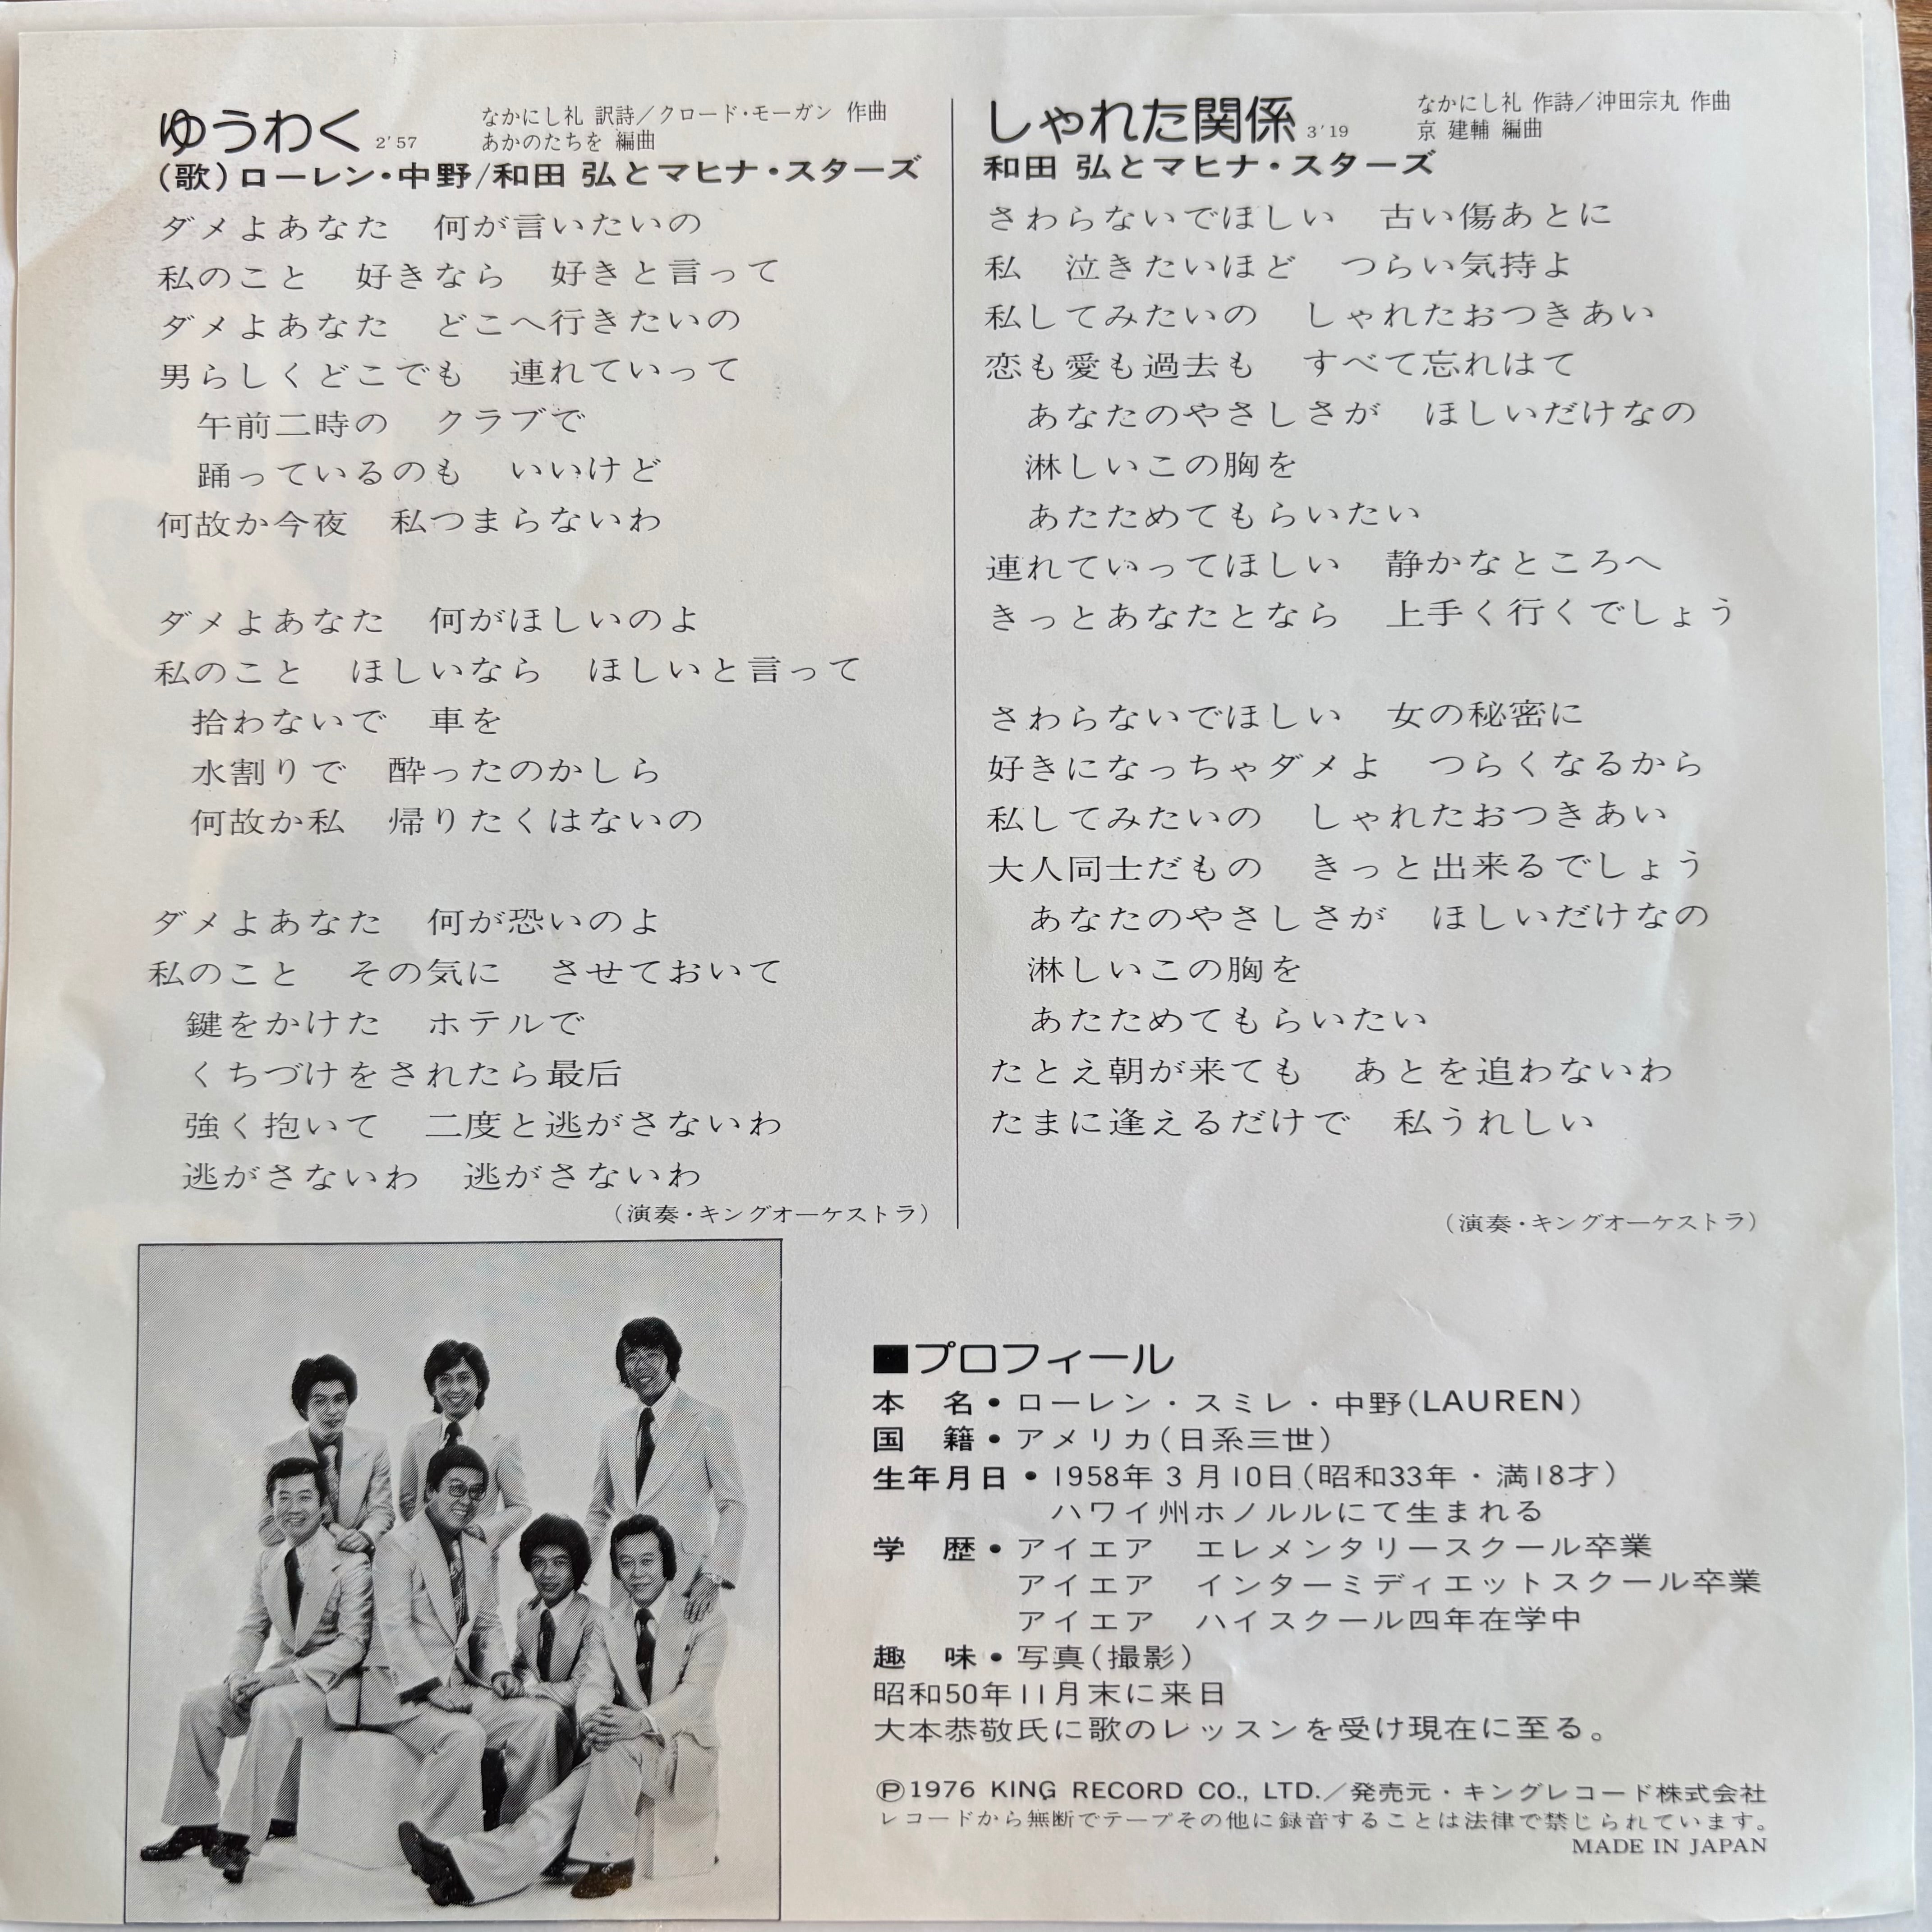 ゆうわく 2'57
なかにし礼 訳詩／クロード・モーガン 作曲
あかのたちを 編曲
(歌)ローレン・中野/和田 弘とマヒナ・スターズ
ダメよあなた　何が言いたいの
私のこと　好きなら　好きと言って
ダメよあなた　どこへ行きたいの
男らしくどこでも　連れていって
午前二時の　クラブで
踊っているのも　いいけど
何故か今夜　私つまらないわ
ダメよあなた　何がほしいのよ
私のこと　ほしいなら　ほしいと言って
拾わないで　車を
水割りで　酔ったのかしら
何故か私　帰りたくはないの
ダメよあなた　何が恐いのよ
私のこと　その気に　させておいて
鍵をかけた　ホテルで
くちづけをされたら最后
強く抱いて　二度と逃がさないわ
逃がさないわ　逃がさないわ
(演奏・キングオーケストラ)
しゃれた関係 3'19
なかにし礼 作詩／沖田宗丸 作曲
京 建輔 編曲
和田 弘とマヒナ・スターズ
さわらないでほしい　古い傷あとに
私　泣きたいほど　つらい気持よ
私してみたいの　しゃれたおつきあい
恋も愛も過去も　すべて忘れはて
あなたのやさしさが　ほしいだけなの
淋しいこの胸を
あたためてもらいたい
連れていってほしい　静かなところへ
きっとあなたとなら　上手く行くでしょう
さわらないでほしい　女の秘密に
好きになっちゃダメよ　つらくなるから
私してみたいの　しゃれたおつきあい
大人同士だもの　きっと出来るでしょう
あなたのやさしさが　ほしいだけなの
淋しいこの胸を
あたためてもらいたい
たとえ朝が来ても　あとを追わないわ
たまに逢えるだけで　私うれしい
(演奏・キングオーケストラ)
■プロフィール
本　名・ローレン・スミレ・中野(LAUREN)
国　籍・アメリカ(日系三世)
生年月日・1958年３月10日(昭和33年・満18才)
ハワイ州ホノルルにて生まれる
学　歴・アイエア　エレメンタリースクール卒業
アイエア　インターミディエットスクール卒業
アイエア　ハイスクール四年在学中
趣　味・写真(撮影)
昭和50年11月末に来日
大本恭敬氏に歌のレッスンを受け現在に至る。
Ⓟ1976 KING RECORD CO., LTD.／発売元・キングレコード株式会社
レコードから無断でテープその他に録音することは法律で禁じられています。
MADE IN JAPAN